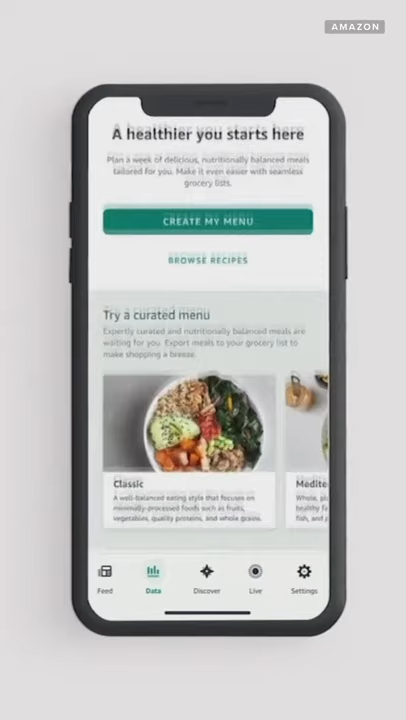 AMAZON
A healthier you starts here
Plan a week of delicious, nutritionally balanced meals
tailored for you. Make it even easier with seamless
grocery lists.
CREATE MY MENU
BROWSE RECIPES
Try a curated menu
Expertly curated and nutritionally balanced meals are
waiting for you. Export meals to your grocery list to
make shopping a breeze.
Classic
A well-balanced eating style that focuses on
minimally-processed foods such as fruits,
vegetables, quality proteins, and whole grains.
Medite
Whole, pl
healthy fa
fish, and p
Feed
Data
Discover
Live
Settings